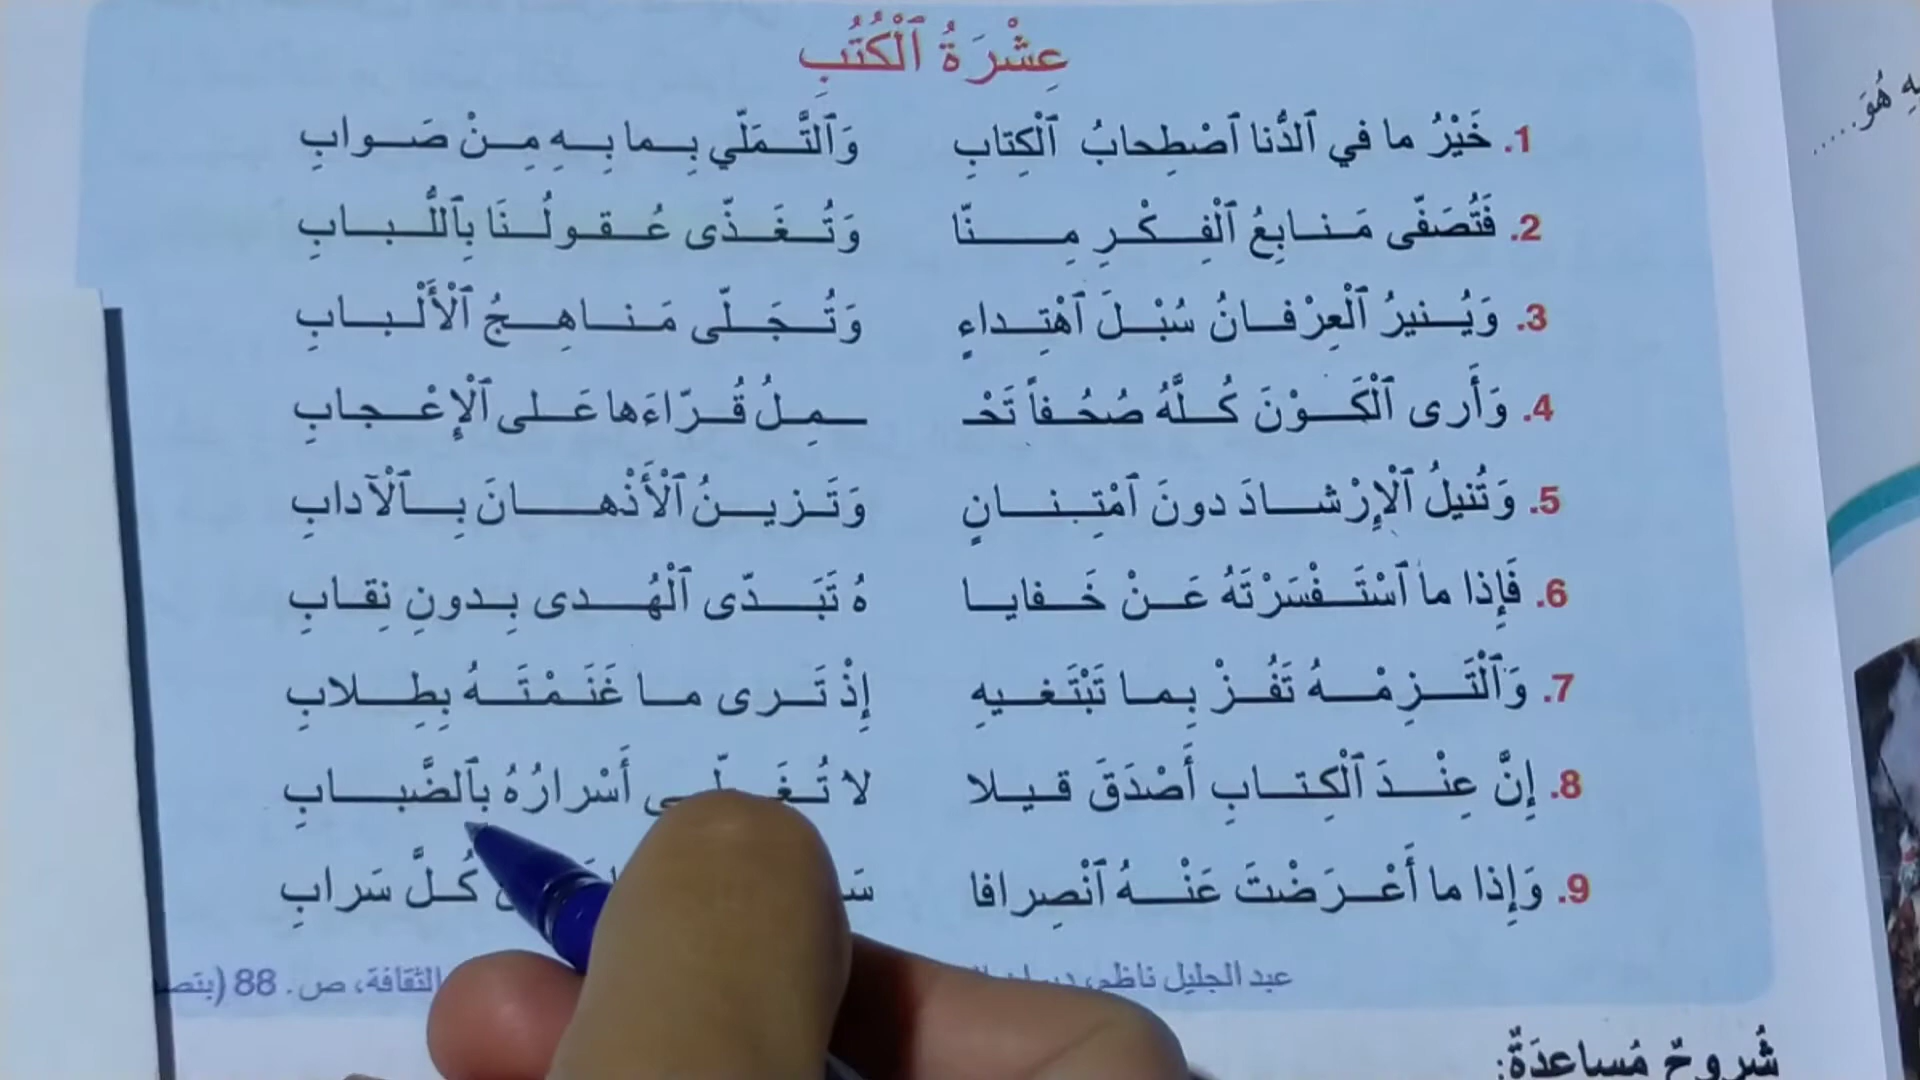 عِشْرَةُ ٱلْكُتُبِ
1. خَيْرُ ما في ٱلدُّنا ٱصْطِحابُ ٱلْكِتابِ وَٱلتَّمَلّي بِما بِهِ مِنْ صَوابِ
2. فَتُصَفّى مَنابِعُ ٱلْفِكْرِ مِنّا وَتُغَذّى عُقولُنَا بِٱللُّبابِ
3. وَيُنيرُ ٱلْعِرْفانُ سُبْلَ ٱهْتِداءٍ وَتُجَلّى مَناهِجُ ٱلْأَلْبابِ
4. وَأَرى ٱلْكَوْنَ كُلَّهُ صُحُفاً تَحْـ ـمِلُ قُرّاءَها عَلى ٱلْإِعْجابِ
5. وَتُنيلُ ٱلْإِرْشادَ دونَ ٱمْتِنانٍ وَتَزينُ ٱلْأَذْهانَ بِٱلْآدابِ
6. فَإِذا ما ٱسْتَفْسَرْتَهُ عَنْ خَفايا هُ تَبَدّى ٱلْهُدى بِدونِ نِقابِ
7. وَٱلْتَزِمْهُ تَفُزْ بِما تَبْتَغيهِ إِذْ تَرى ما غَنَمْتَهُ بِطِلابِ
8. إِنَّ عِنْدَ ٱلْكِتابِ أَصْدَقَ قيلا لا أَسْرارُهُ بِٱلضَّبابِ
9. وَإِذا ما أَعْرَضْتَ عَنْهُ ٱنْصِرافا كُلَّ سَرابِ
عبد الجليل ناظم، الثقافة، ص. 88
شُروحٌ مُساعِدَةٌ:
هُوَ.....